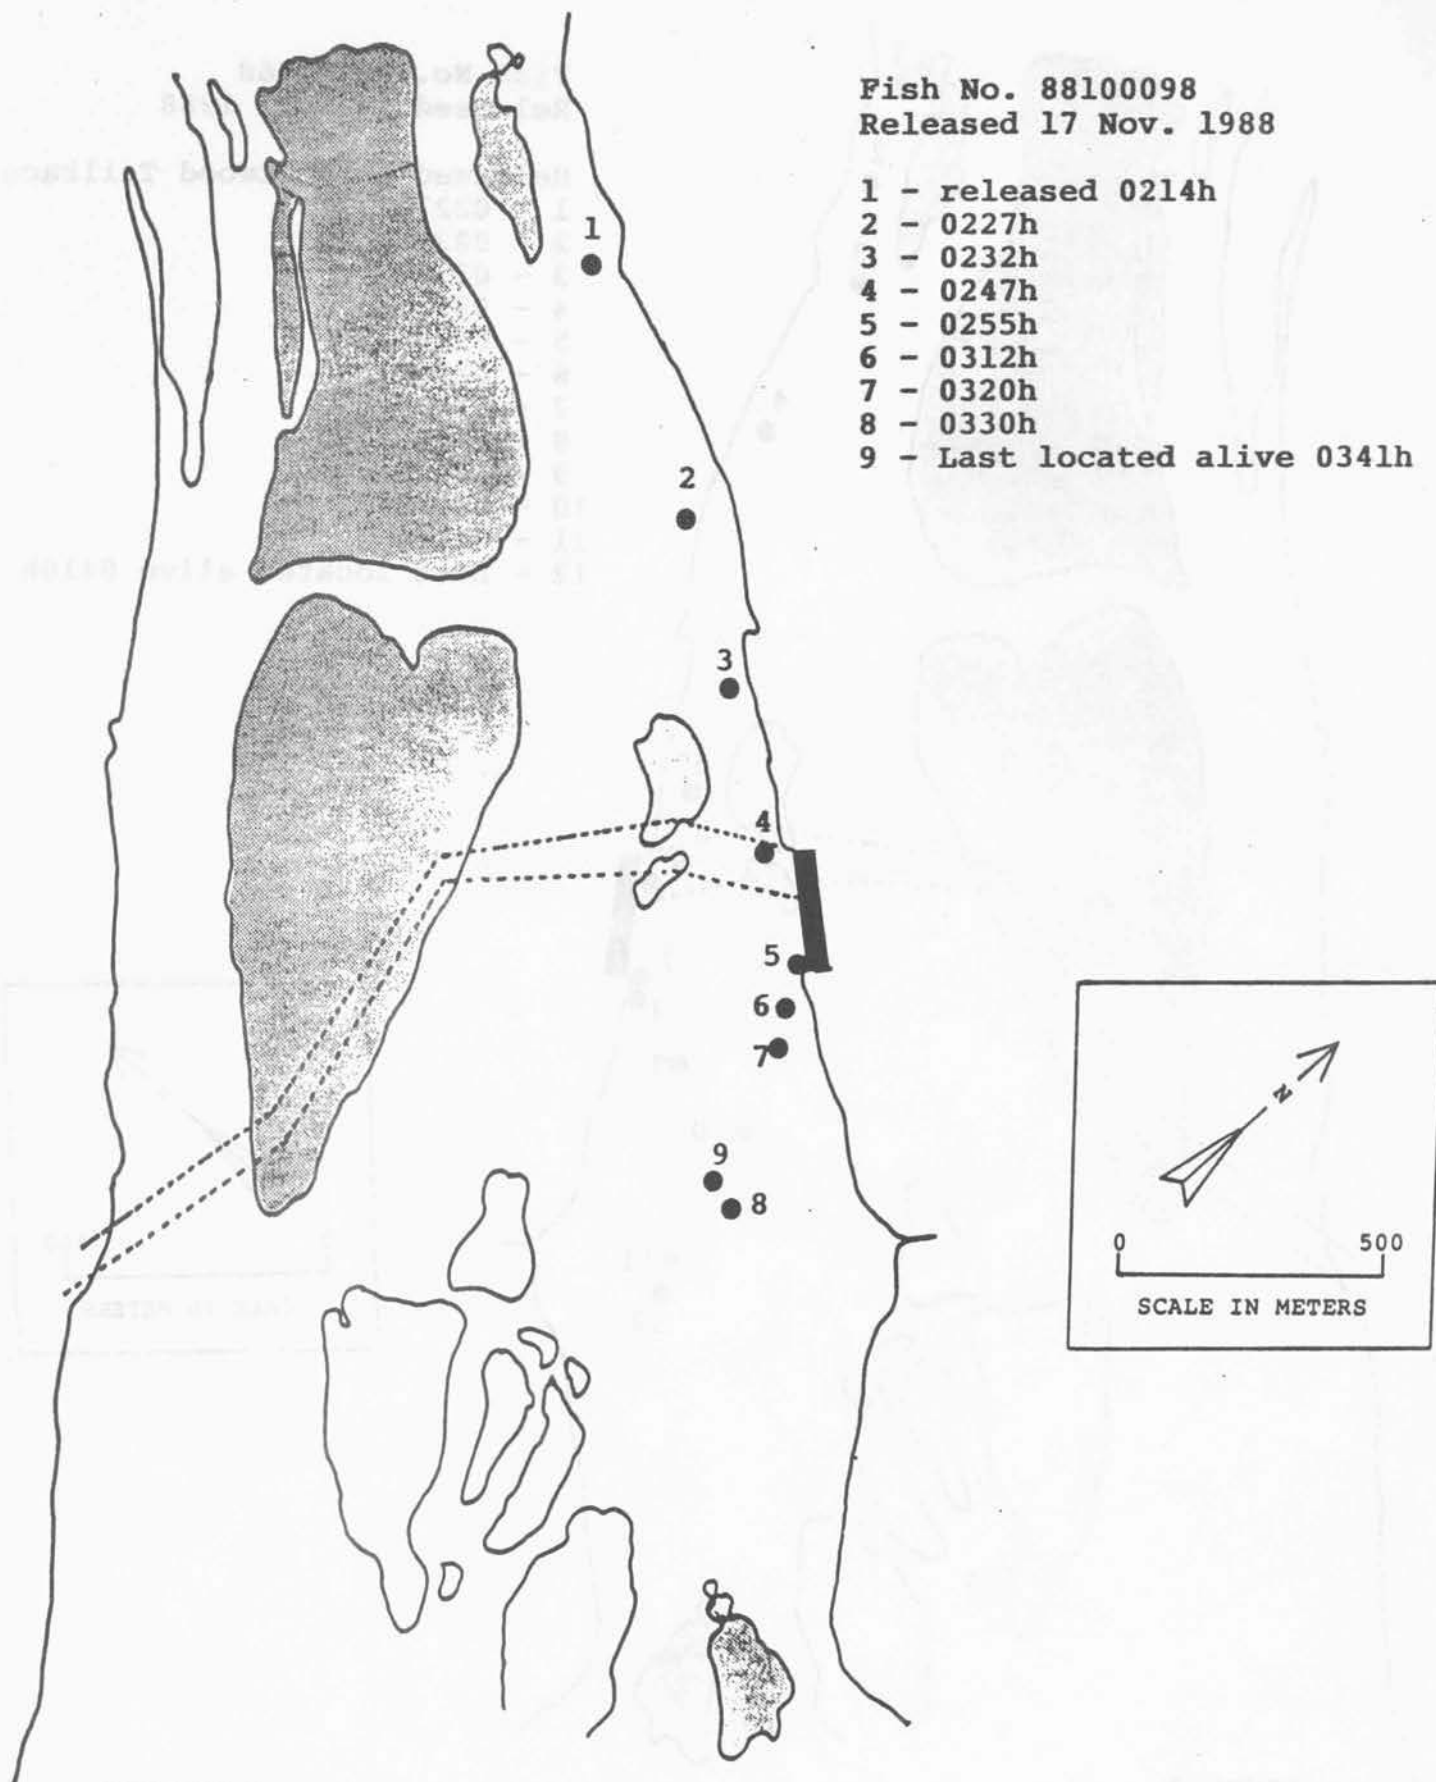 Fish No. 88100098
Released 17 Nov. 1988
1 - released 0214h
2 - 0227h
3 - 0232h
4 - 0247h
5 - 0255h
6 - 0312h
7 - 0320h
8 - 0330h
9 - Last located alive 0341h
1
2
3
4
5
6
7
9
8
N
0 500
SCALE IN METERS